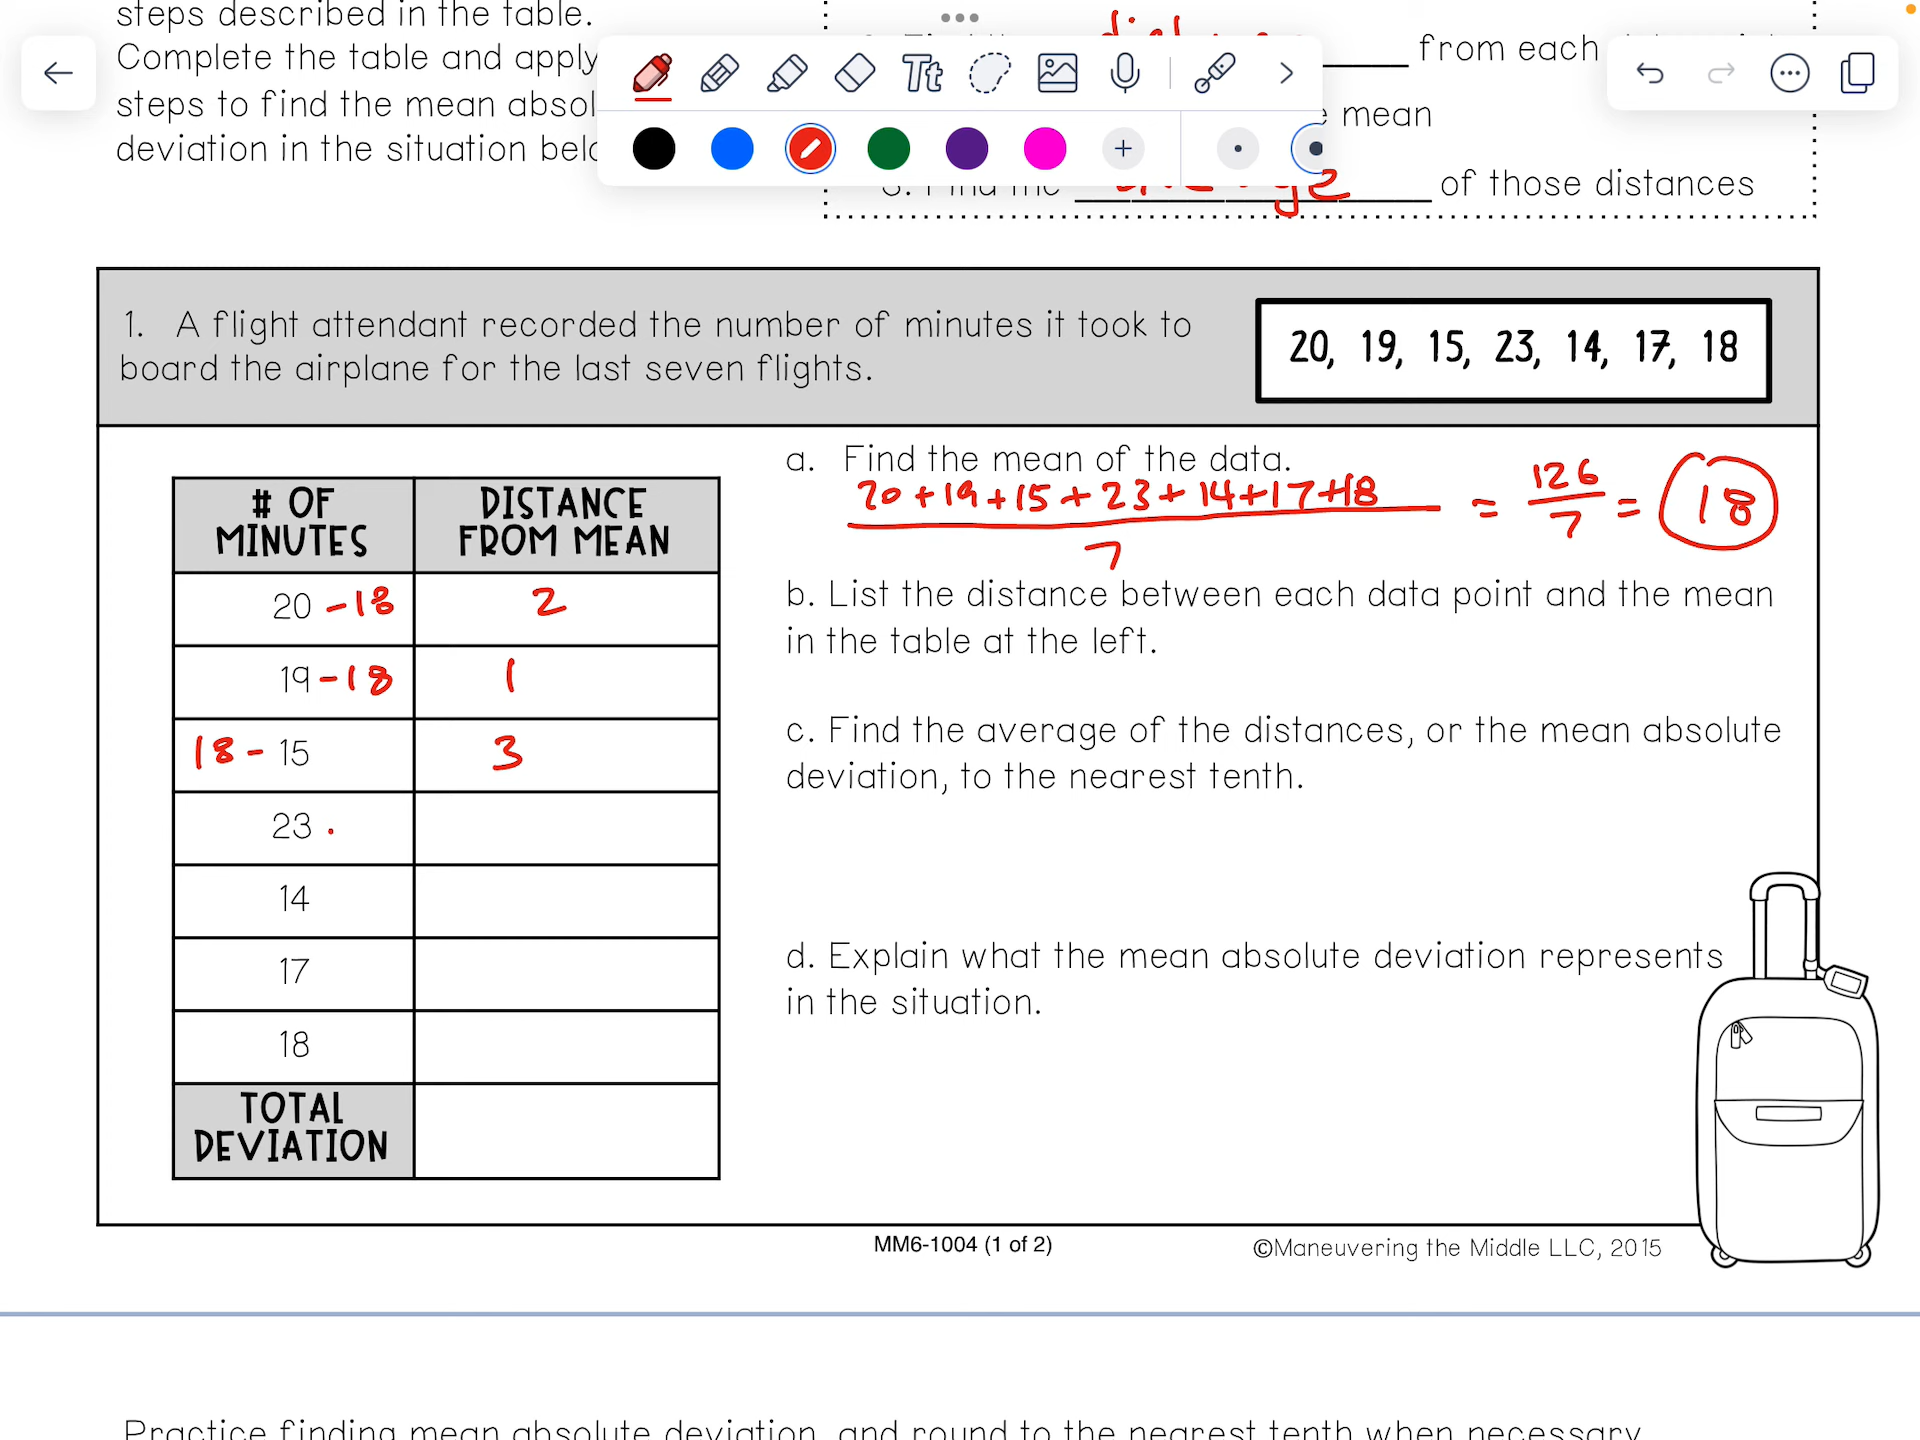 steps described in the table.
Complete the table and apply
steps to find the mean absol
deviation in the situation belo
from each
mean
of those distances
Tt
1. A flight attendant recorded the number of minutes it took to
board the airplane for the last seven flights.
20, 19, 15, 23, 14, 17, 18
# OF MINUTES
DISTANCE FROM MEAN
20 -18 2
19 -18 1
18 - 15 3
23
14
17
18
TOTAL DEVIATION
a. Find the mean of the data.
20+19+15+23+14+17+18
7
= 126/7 = 18
b. List the distance between each data point and the mean
in the table at the left.
c. Find the average of the distances, or the mean absolute
deviation, to the nearest tenth.
d. Explain what the mean absolute deviation represents
in the situation.
MM6-1004 (1 of 2)
©Maneuvering the Middle LLC, 2015
Practice finding mean absolute deviation, and round to the nearest tenth when necessary